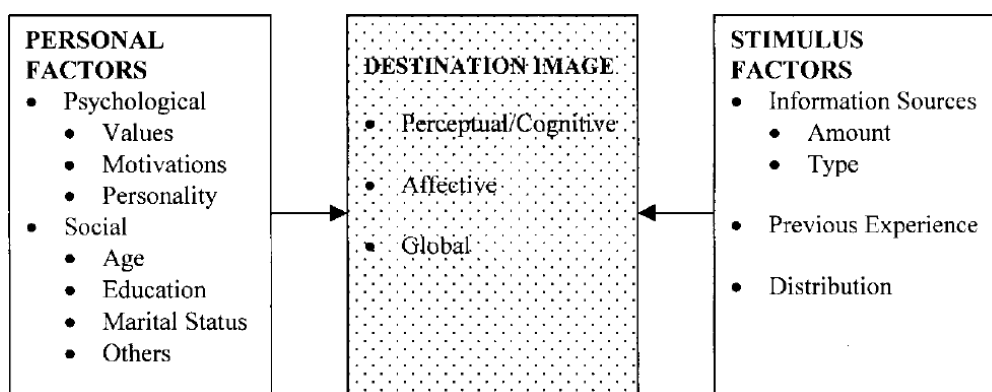 PERSONAL
FACTORS
• Psychological
• Values
• Motivations
• Personality
• Social
• Age
• Education
• Marital Status
• Others
DESTINATION IMAGE
• Perceptual/Cognitive
• Affective
• Global
STIMULUS
FACTORS
• Information Sources
• Amount
• Type
• Previous Experience
• Distribution